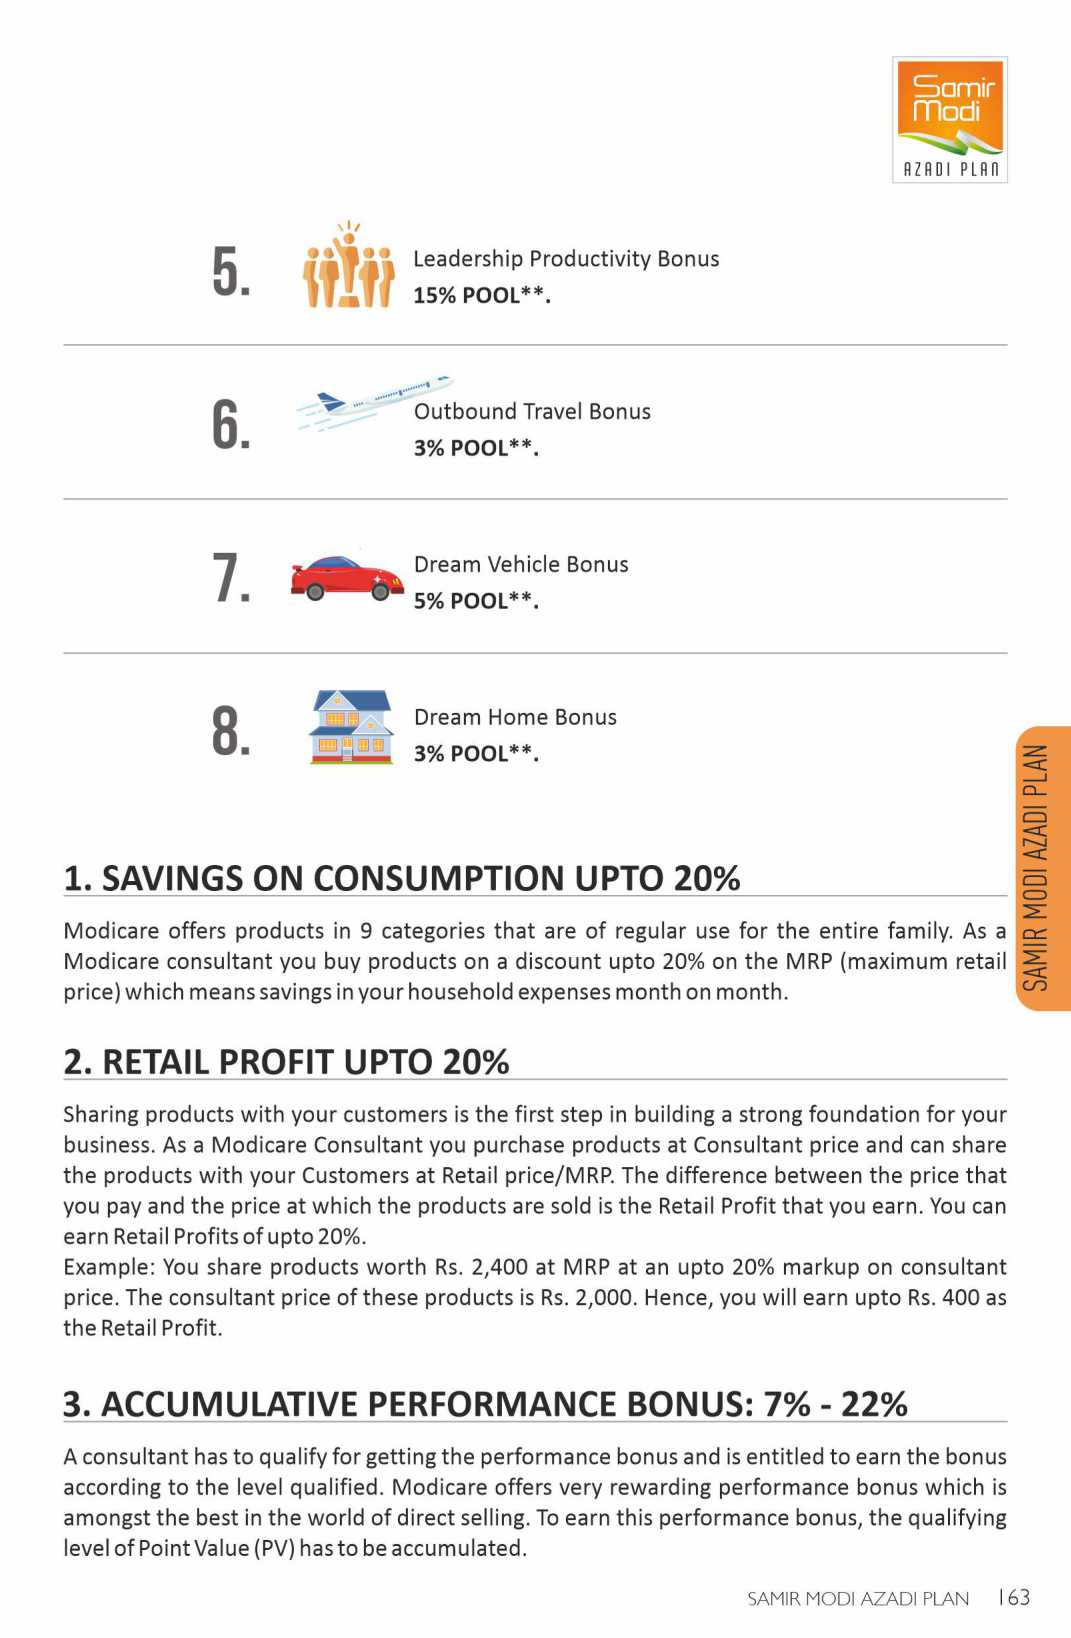 Samir
Modi
AZADI PLAN
5.
Leadership Productivity Bonus
15% POOL**.
6.
Outbound Travel Bonus
3% POOL**.
7.
Dream Vehicle Bonus
5% POOL**.
8.
Dream Home Bonus
3% POOL**.
SAMIR MODI AZADI PLAN
1. SAVINGS ON CONSUMPTION UPTO 20%
Modicare offers products in 9 categories that are of regular use for the entire family. As a
Modicare consultant you buy products on a discount upto 20% on the MRP (maximum retail
price) which means savings in your household expenses month on month.
2. RETAIL PROFIT UPTO 20%
Sharing products with your customers is the first step in building a strong foundation for your
business. As a Modicare Consultant you purchase products at Consultant price and can share
the products with your Customers at Retail price/MRP. The difference between the price that
you pay and the price at which the products are sold is the Retail Profit that you earn. You can
earn Retail Profits of upto 20%.
Example: You share products worth Rs. 2,400 at MRP at an upto 20% markup on consultant
price. The consultant price of these products is Rs. 2,000. Hence, you will earn upto Rs. 400 as
the Retail Profit.
3. ACCUMULATIVE PERFORMANCE BONUS: 7% - 22%
A consultant has to qualify for getting the performance bonus and is entitled to earn the bonus
according to the level qualified. Modicare offers very rewarding performance bonus which is
amongst the best in the world of direct selling. To earn this performance bonus, the qualifying
level of Point Value (PV) has to be accumulated.
SAMIR MODI AZADI PLAN 163